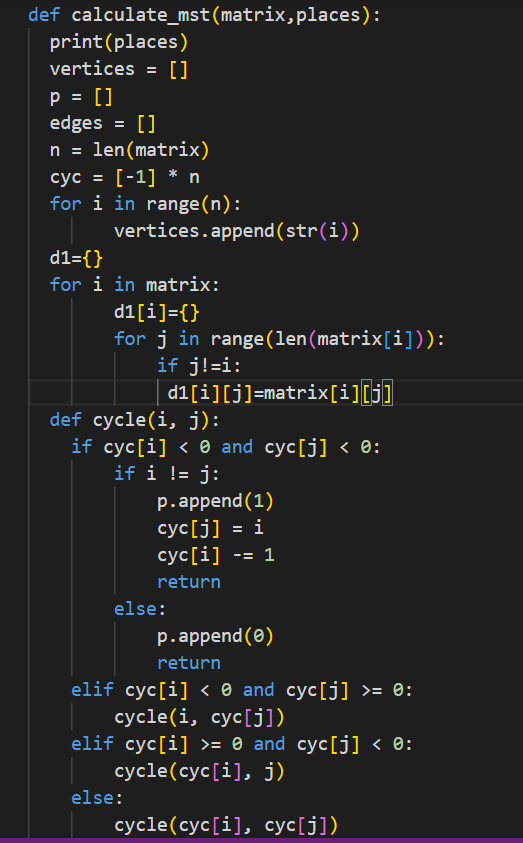 def calculate_mst(matrix,places):
print(places)
vertices = []
p = []
edges = []
n = len(matrix)
cyc = [-1] * n
for i in range(n):
vertices.append(str(i))
d1={}
for i in matrix:
d1[i]={}
for j in range(len(matrix[i])):
if j!=i:
d1[i][j]=matrix[i][j]
def cycle(i, j):
if cyc[i] < 0 and cyc[j] < 0:
if i != j:
p.append(1)
cyc[j] = i
cyc[i] -= 1
return
else:
p.append(0)
return
elif cyc[i] < 0 and cyc[j] >= 0:
cycle(i, cyc[j])
elif cyc[i] >= 0 and cyc[j] < 0:
cycle(cyc[i], j)
else:
cycle(cyc[i], cyc[j])